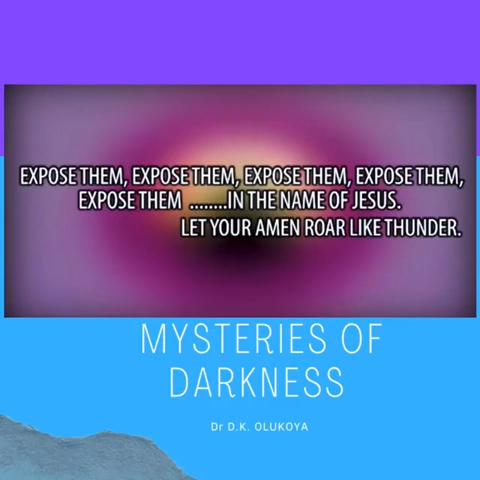 EXPOSE THEM, EXPOSE THEM, EXPOSE THEM, EXPOSE THEM,
EXPOSE THEM ........IN THE NAME OF JESUS.
LET YOUR AMEN ROAR LIKE THUNDER.
MYSTERIES OF
DARKNESS
Dr D.K. OLUKOYA